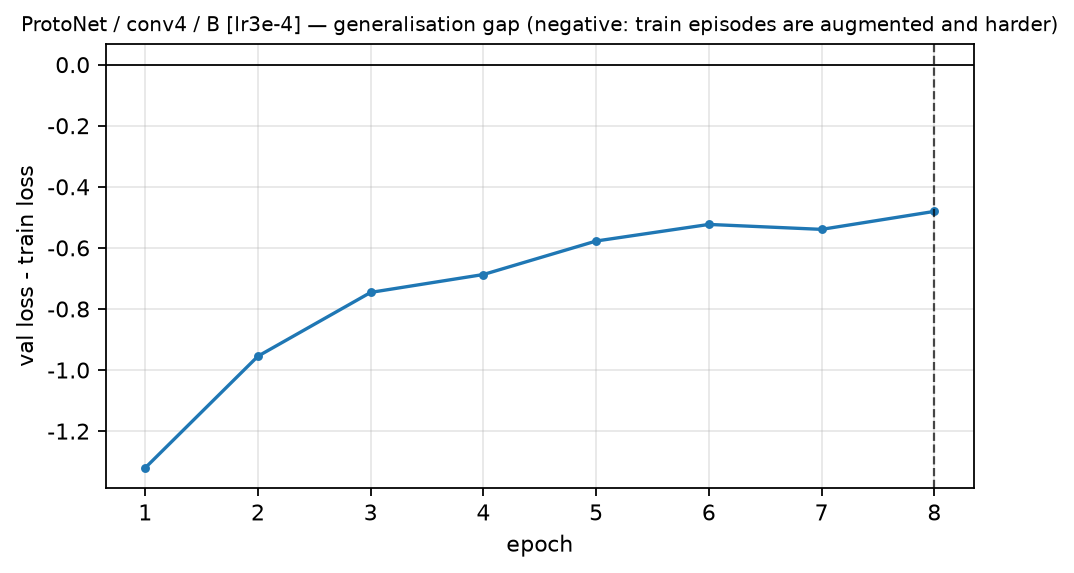 ProtoNet / conv4 / B [lr3e-4] — generalisation gap (negative: train episodes are augmented and harder)
0.0
-0.2
-0.4
-0.6
-0.8
-1.0
-1.2
val loss - train loss
1 2 3 4 5 6 7 8
epoch